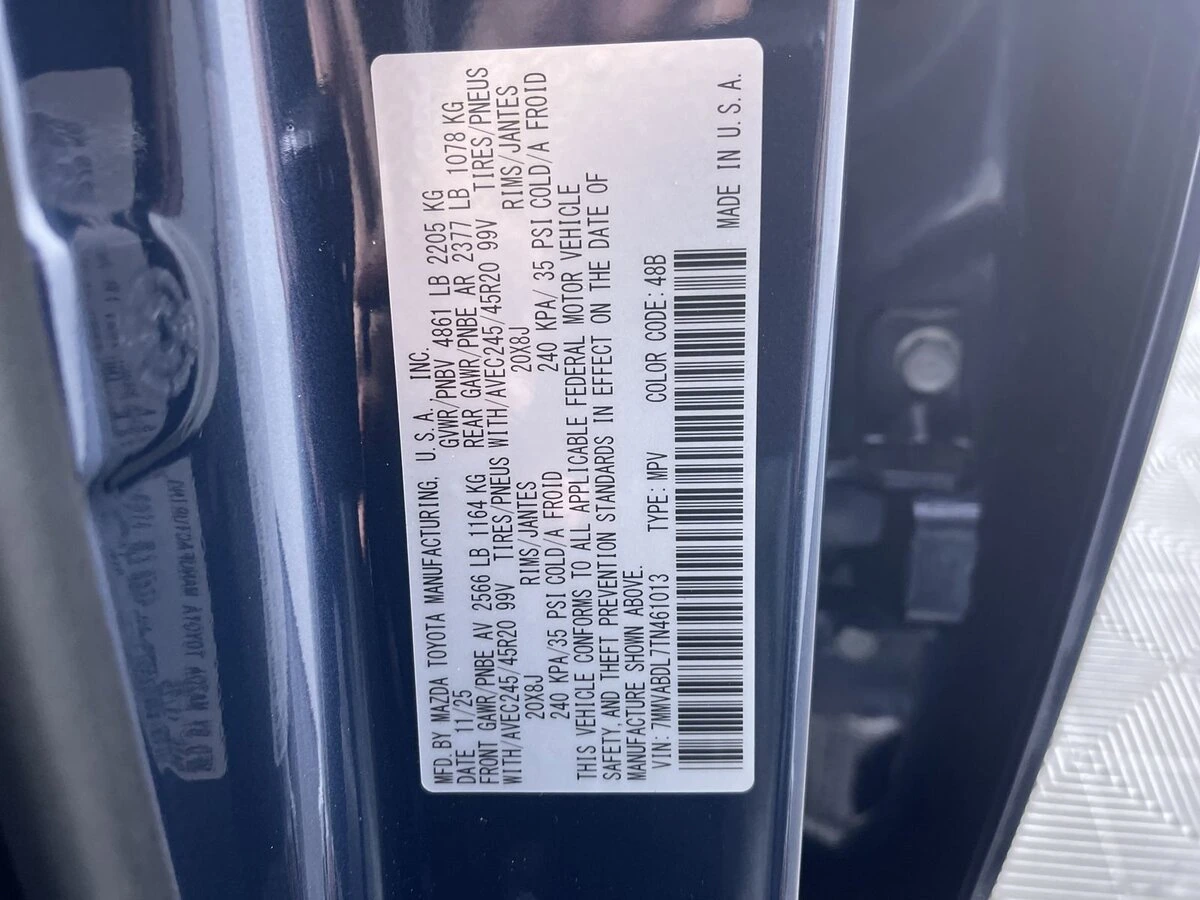 MFD. BY MAZDA TOYOTA MANUFACTURING, U.S.A., INC.
DATE 11/25 GVWR/PNBV 4861 LB 2205 KG
FRONT GAWR/PNBE AV 2566 LB 1164 KG REAR GAWR/PNBE AR 2377 LB 1078 KG
WITH/AVEC245/45R20 99V TIRES/PNEUS WITH/AVEC245/45R20 99V TIRES/PNEUS
20X8J RIMS/JANTES 20X8J RIMS/JANTES
240 KPA/35 PSI COLD/A FROID 240 KPA/ 35 PSI COLD/A FROID
THIS VEHICLE CONFORMS TO ALL APPLICABLE FEDERAL MOTOR VEHICLE
SAFETY, AND THEFT PREVENTION STANDARDS IN EFFECT ON THE DATE OF
MANUFACTURE SHOWN ABOVE.
VIN: 7MMVABDL7TN461013 TYPE: MPV COLOR CODE: 48B
MADE IN U.S.A.